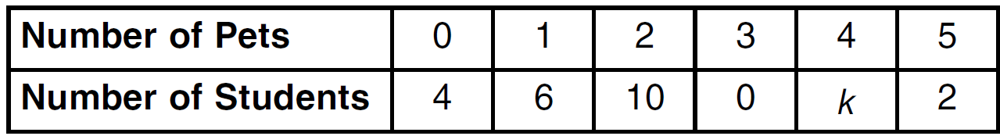 Number of Pets 0 1 2 3 4 5
Number of Students 4 6 10 0 k 2